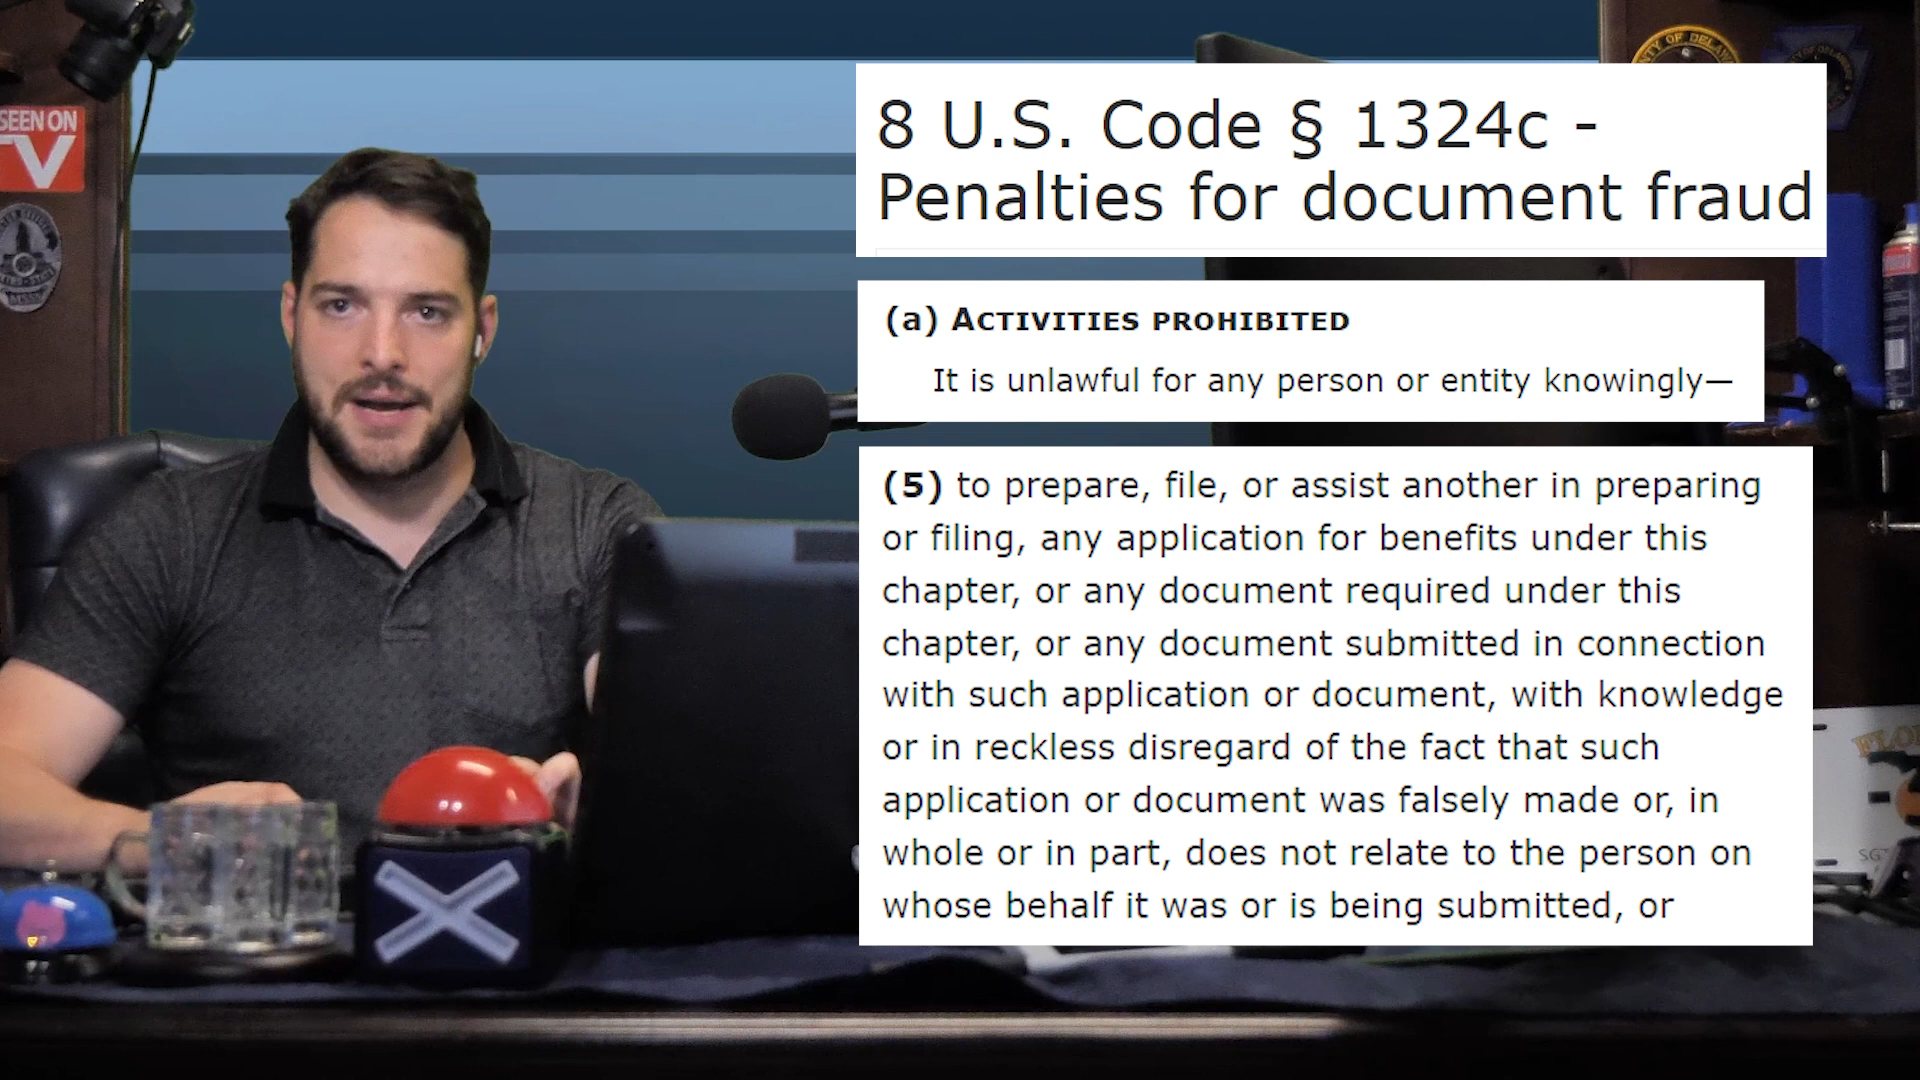 SEEN ON
TV
8 U.S. Code § 1324c -
Penalties for document fraud
(a) ACTIVITIES PROHIBITED
It is unlawful for any person or entity knowingly—
(5) to prepare, file, or assist another in preparing
or filing, any application for benefits under this
chapter, or any document required under this
chapter, or any document submitted in connection
with such application or document, with knowledge
or in reckless disregard of the fact that such
application or document was falsely made or, in
whole or in part, does not relate to the person on
whose behalf it was or is being submitted, or